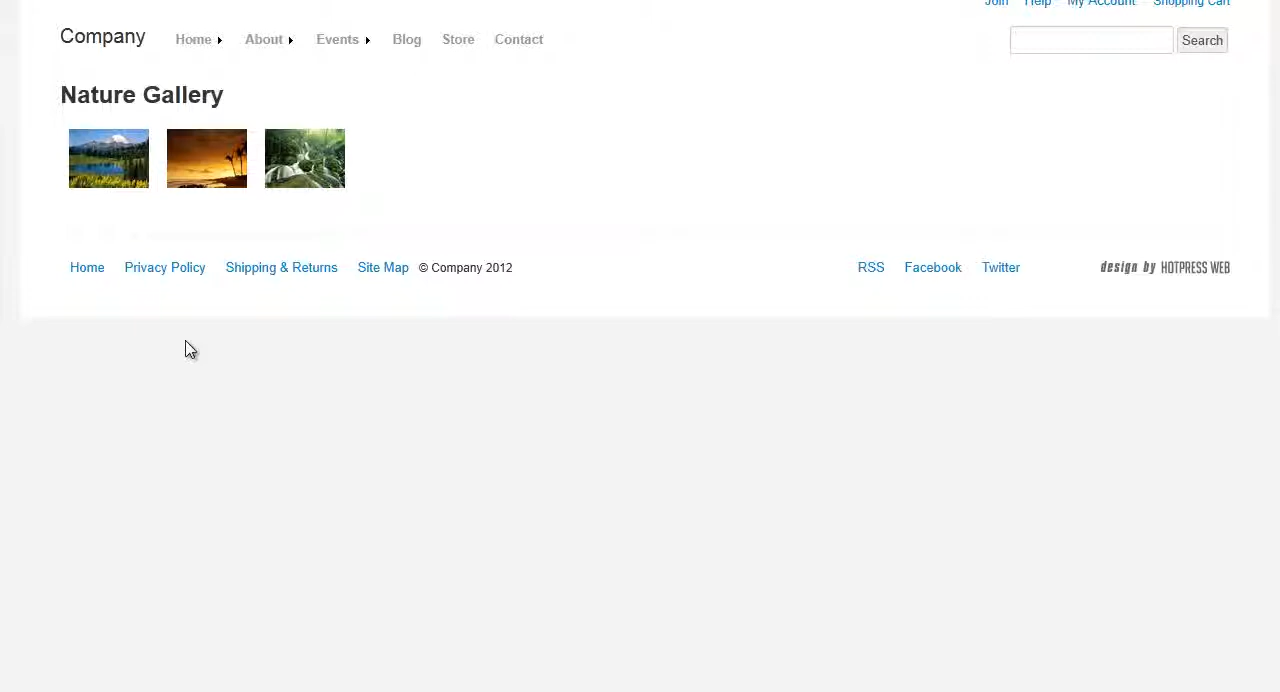 Join Help My Account Shopping Cart
Company Home About Events Blog Store Contact Search
Nature Gallery
Home Privacy Policy Shipping & Returns Site Map © Company 2012 RSS Facebook Twitter design by HOTPRESS WEB